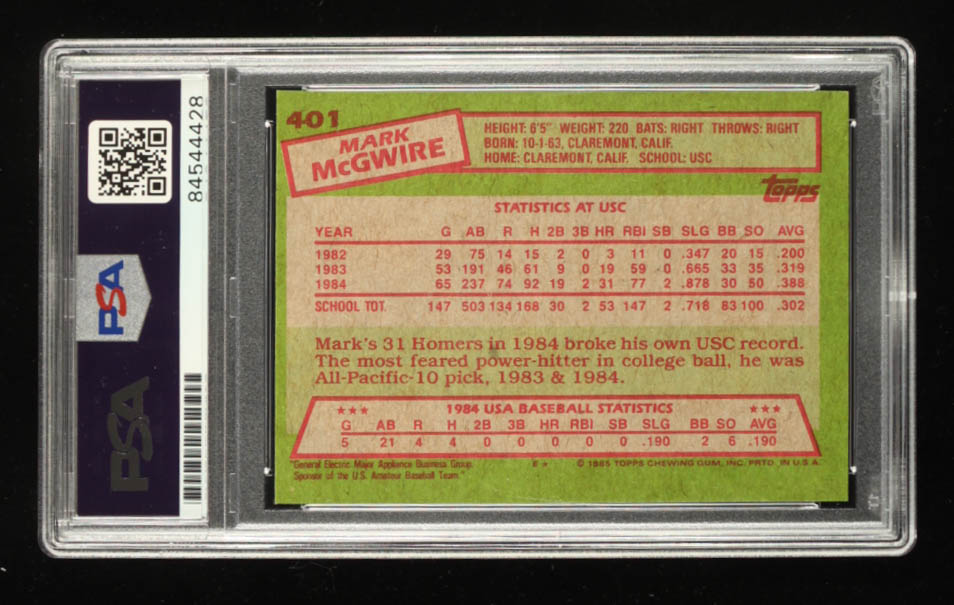 84544428
PSA
PSA
401
MARK
McGWIRE
HEIGHT: 6'5" WEIGHT: 220 BATS: RIGHT THROWS: RIGHT
BORN: 10-1-63, CLAREMONT, CALIF.
HOME: CLAREMONT, CALIF. SCHOOL: USC
topps
STATISTICS AT USC
YEAR G AB R H 2B 3B HR RBI SB SLG BB SO AVG
1982 29 75 14 15 2 0 3 11 0 .347 20 15 .200
1983 53 191 46 61 9 0 19 59 0 .665 33 35 .319
1984 65 237 74 92 19 2 31 77 2 .878 30 50 .388
SCHOOL TOT. 147 503 134 168 30 2 53 147 2 .718 83 100 .302
Mark's 31 Homers in 1984 broke his own USC record.
The most feared power-hitter in college ball, he was
All-Pacific-10 pick, 1983 & 1984.
★★★ 1984 USA BASEBALL STATISTICS ★★★
G AB R H 2B 3B HR RBI SB SLG BB SO AVG
5 21 4 4 0 0 0 0 0 .190 2 6 .190
"General Electric Major Appliance Business Group. E★ © 1985 TOPPS CHEWING GUM, INC. PRTD. IN U.S.A.
Sponsor of the U.S. Amateur Baseball Team."